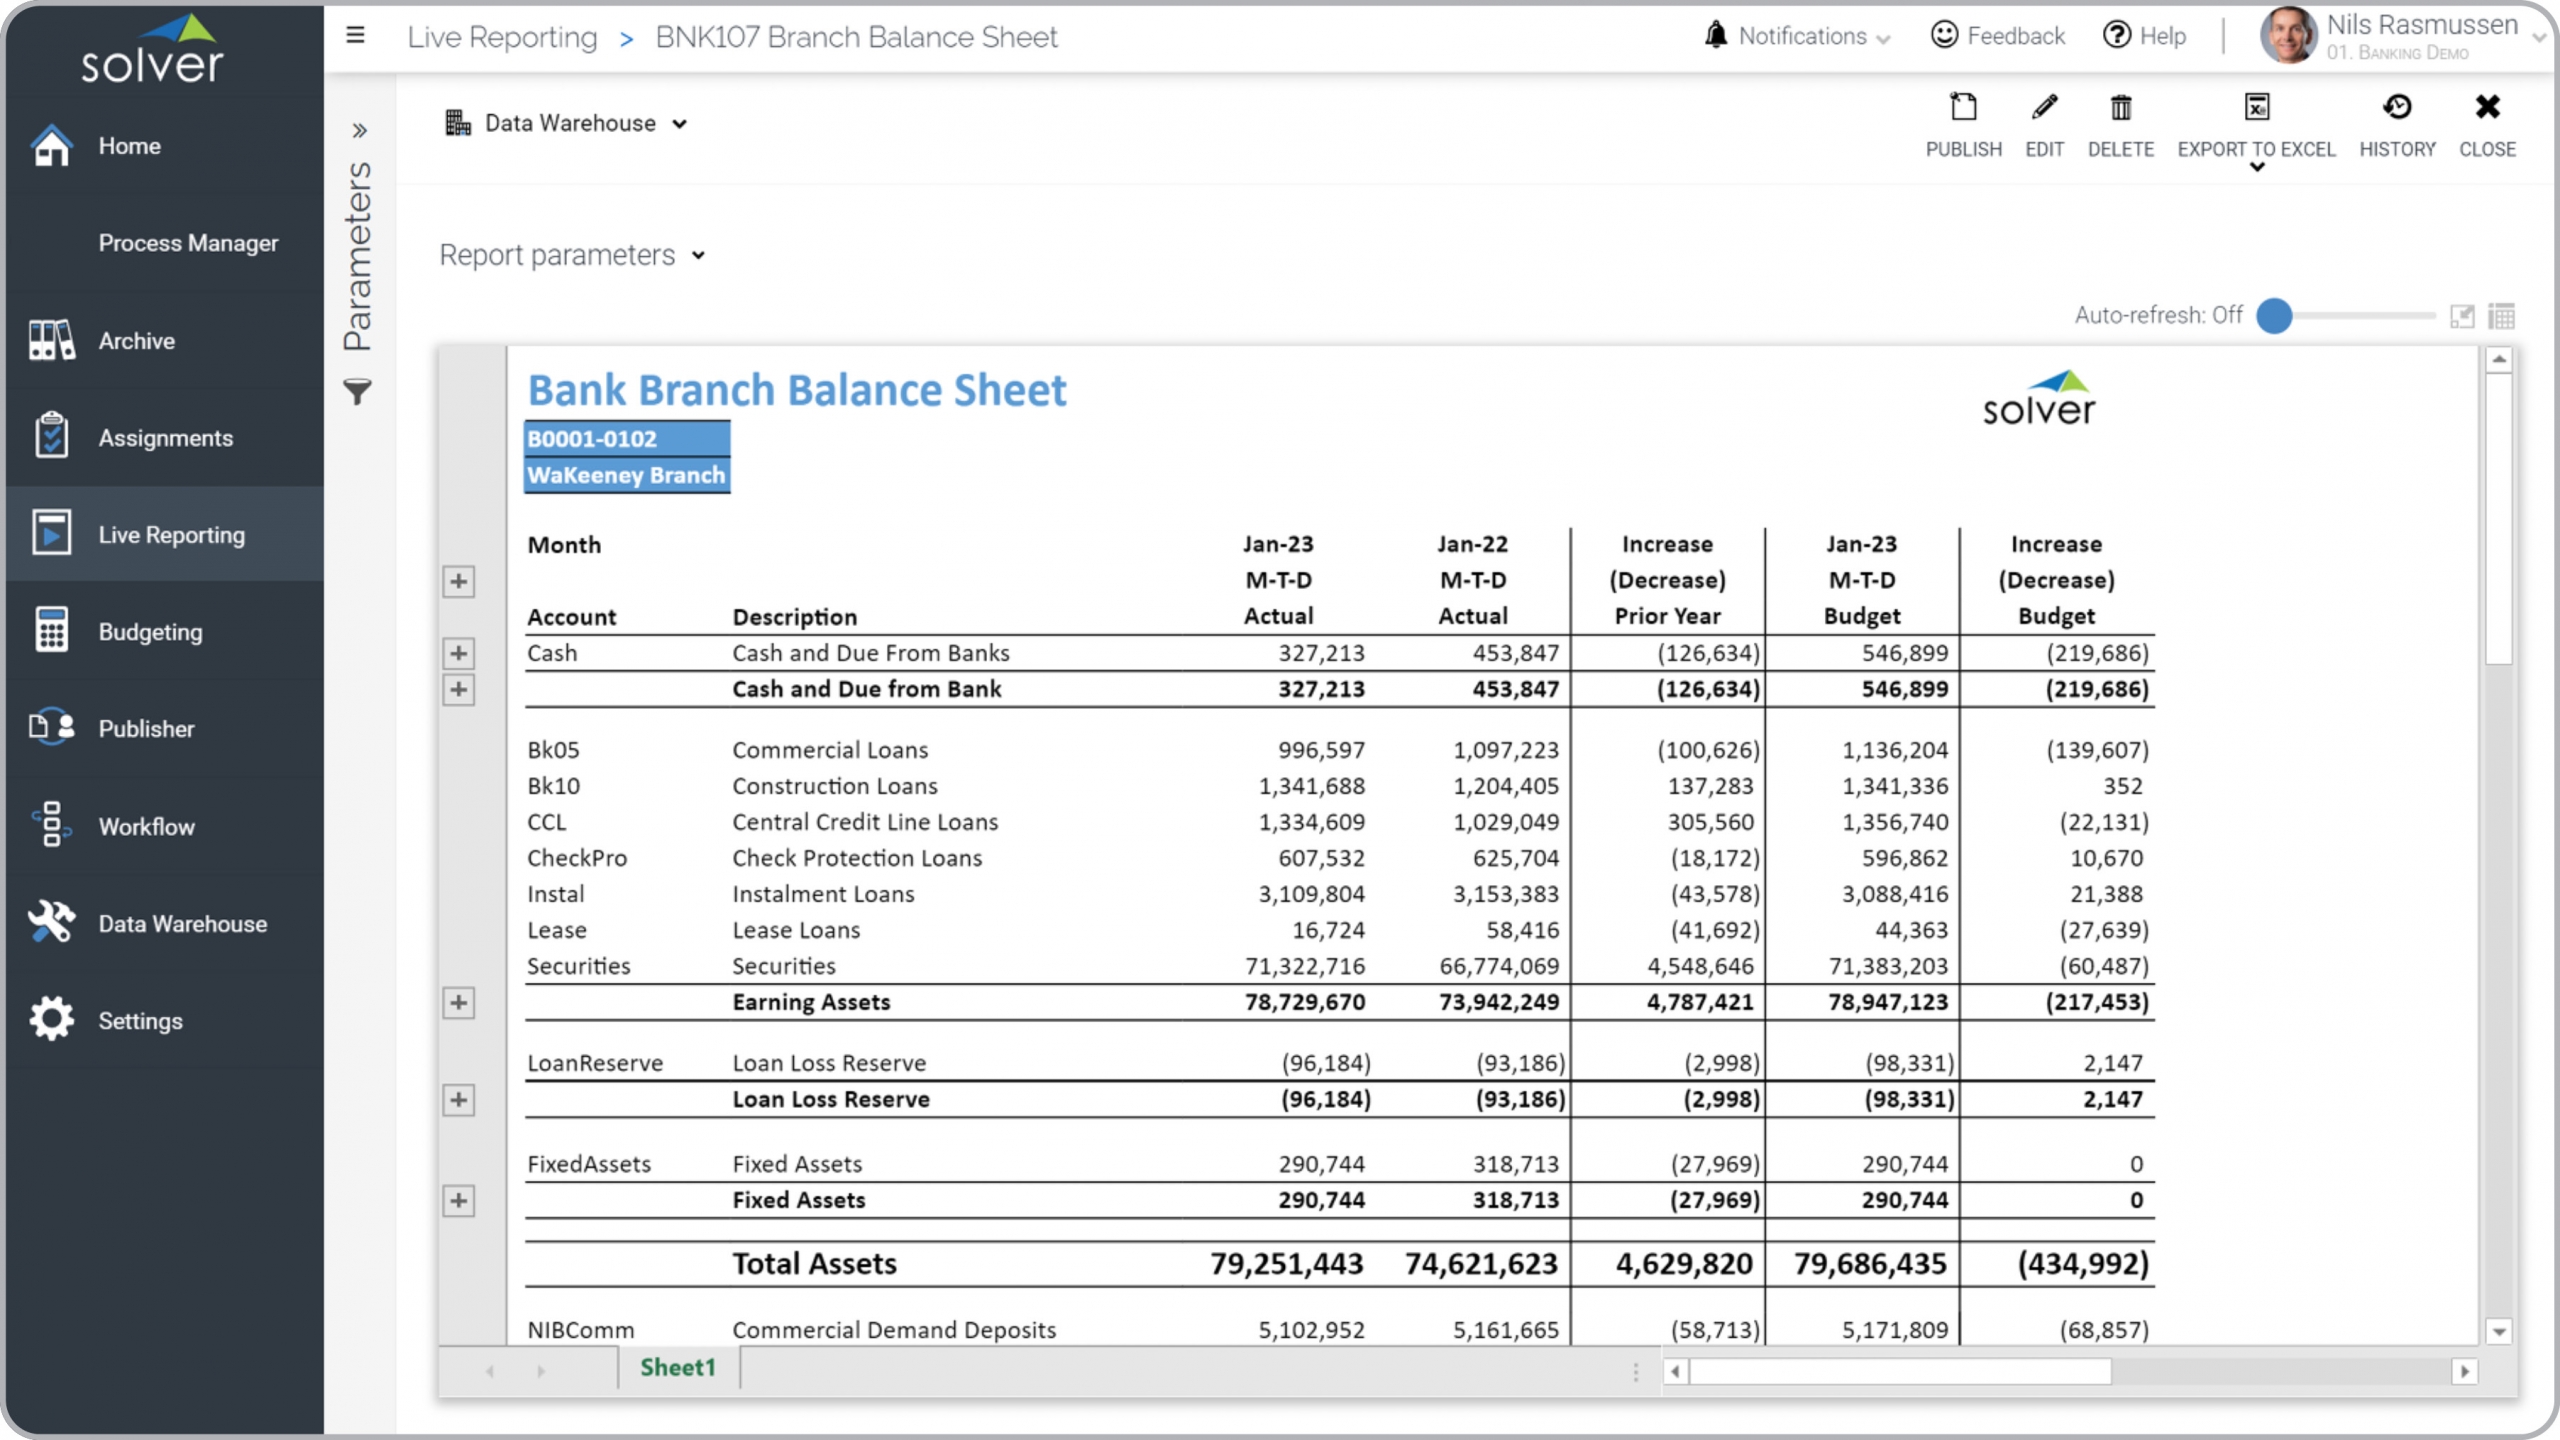 solver
Live Reporting > BNK107 Branch Balance Sheet
Notifications
Feedback
Help
Nils Rasmussen
01. Banking Demo
Home
Process Manager
Archive
Assignments
Live Reporting
Budgeting
Publisher
Workflow
Data Warehouse
Settings
» Parameters
Data Warehouse
PUBLISH EDIT DELETE EXPORT TO EXCEL HISTORY CLOSE
Report parameters
Auto-refresh: Off
Bank Branch Balance Sheet
solver
B0001-0102
WaKeeney Branch
Month Jan-23 Jan-22 Increase Jan-23 Increase
M-T-D M-T-D (Decrease) M-T-D (Decrease)
Account Description Actual Actual Prior Year Budget Budget
Cash Cash and Due From Banks 327,213 453,847 (126,634) 546,899 (219,686)
Cash and Due from Bank 327,213 453,847 (126,634) 546,899 (219,686)
Bk05 Commercial Loans 996,597 1,097,223 (100,626) 1,136,204 (139,607)
Bk10 Construction Loans 1,341,688 1,204,405 137,283 1,341,336 352
CCL Central Credit Line Loans 1,334,609 1,029,049 305,560 1,356,740 (22,131)
CheckPro Check Protection Loans 607,532 625,704 (18,172) 596,862 10,670
Instal Instalment Loans 3,109,804 3,153,383 (43,578) 3,088,416 21,388
Lease Lease Loans 16,724 58,416 (41,692) 44,363 (27,639)
Securities Securities 71,322,716 66,774,069 4,548,646 71,383,203 (60,487)
Earning Assets 78,729,670 73,942,249 4,787,421 78,947,123 (217,453)
LoanReserve Loan Loss Reserve (96,184) (93,186) (2,998) (98,331) 2,147
Loan Loss Reserve (96,184) (93,186) (2,998) (98,331) 2,147
FixedAssets Fixed Assets 290,744 318,713 (27,969) 290,744 0
Fixed Assets 290,744 318,713 (27,969) 290,744 0
Total Assets 79,251,443 74,621,623 4,629,820 79,686,435 (434,992)
NIBComm Commercial Demand Deposits 5,102,952 5,161,665 (58,713) 5,171,809 (68,857)
Sheet1